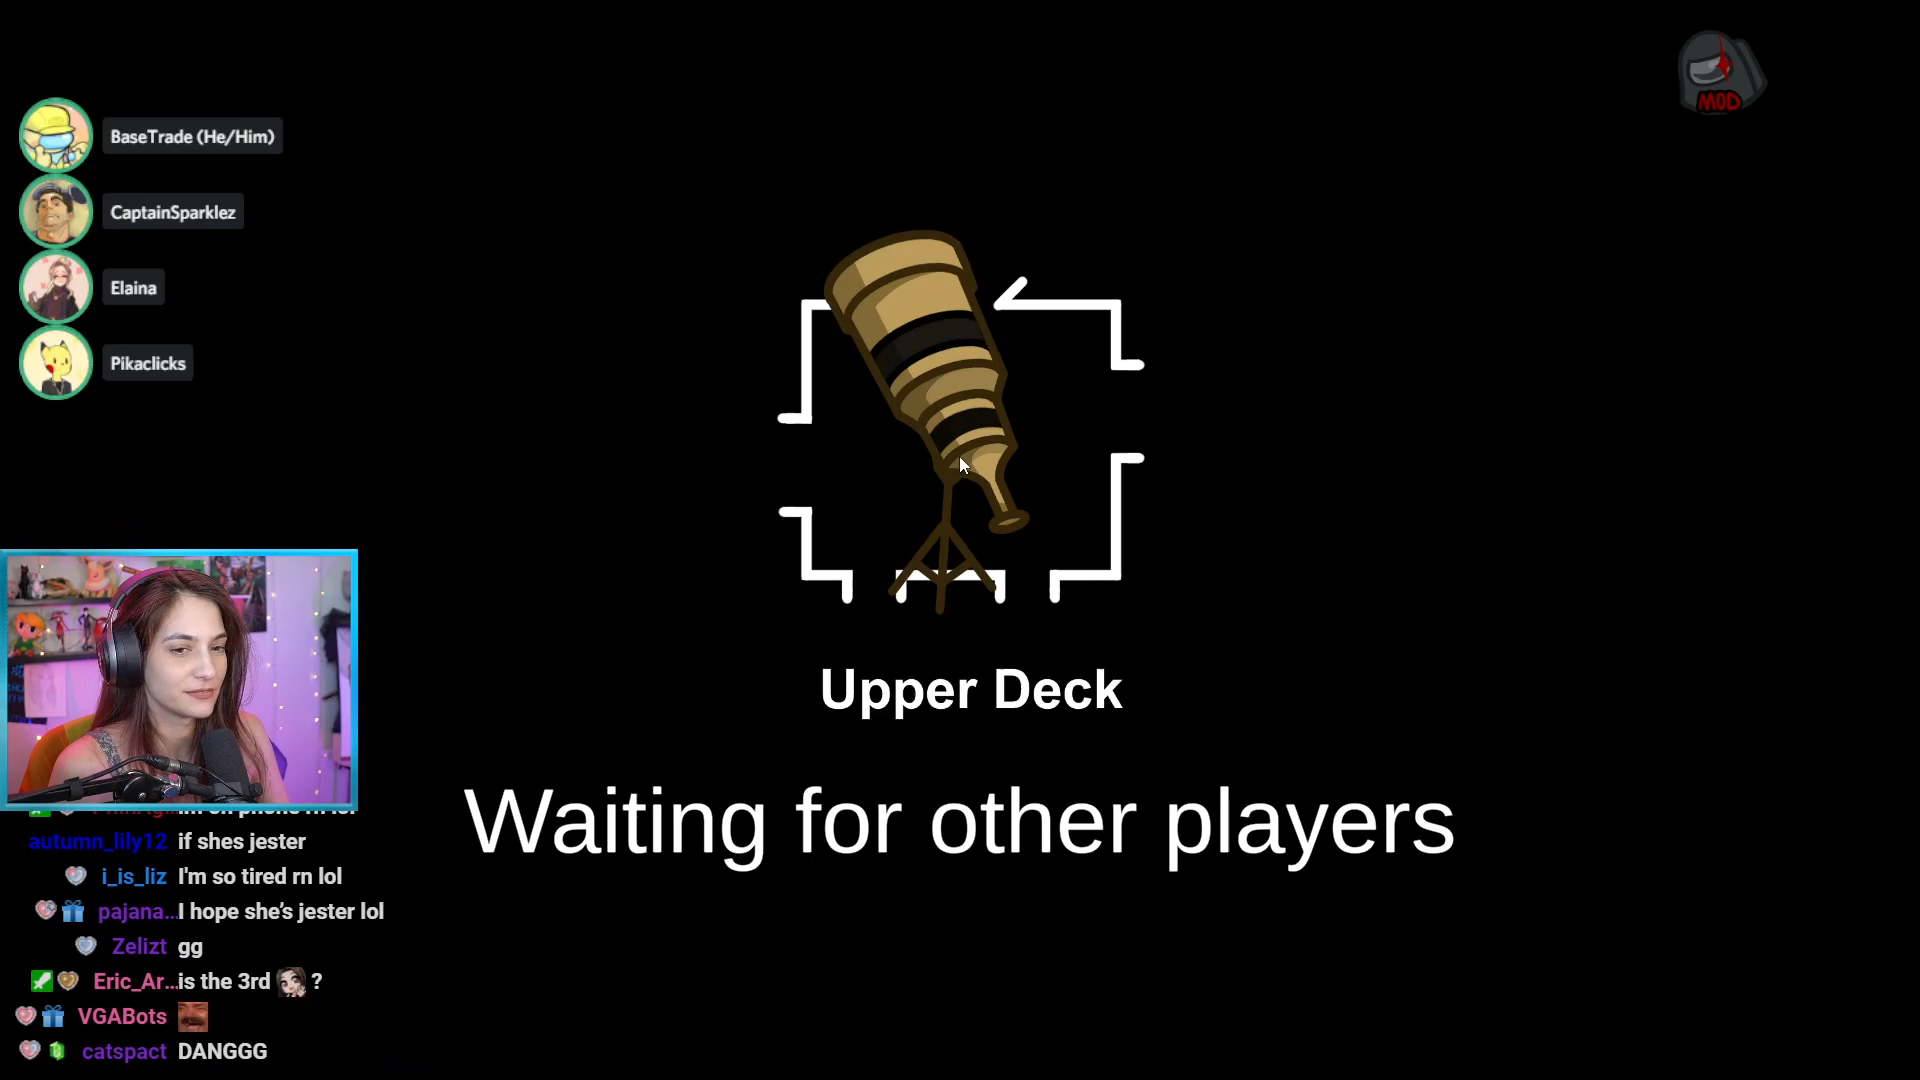 MOD
BaseTrade (He/Him)
CaptainSparklez
Elaina
Pikaclicks
Upper Deck
Waiting for other players
autumn_lily12 if shes jester
i_is_liz I'm so tired rn lol
pajana... I hope she's jester lol
Zelizt gg
Eric_Ar... is the 3rd ?
VGABots
catspact DANGGG